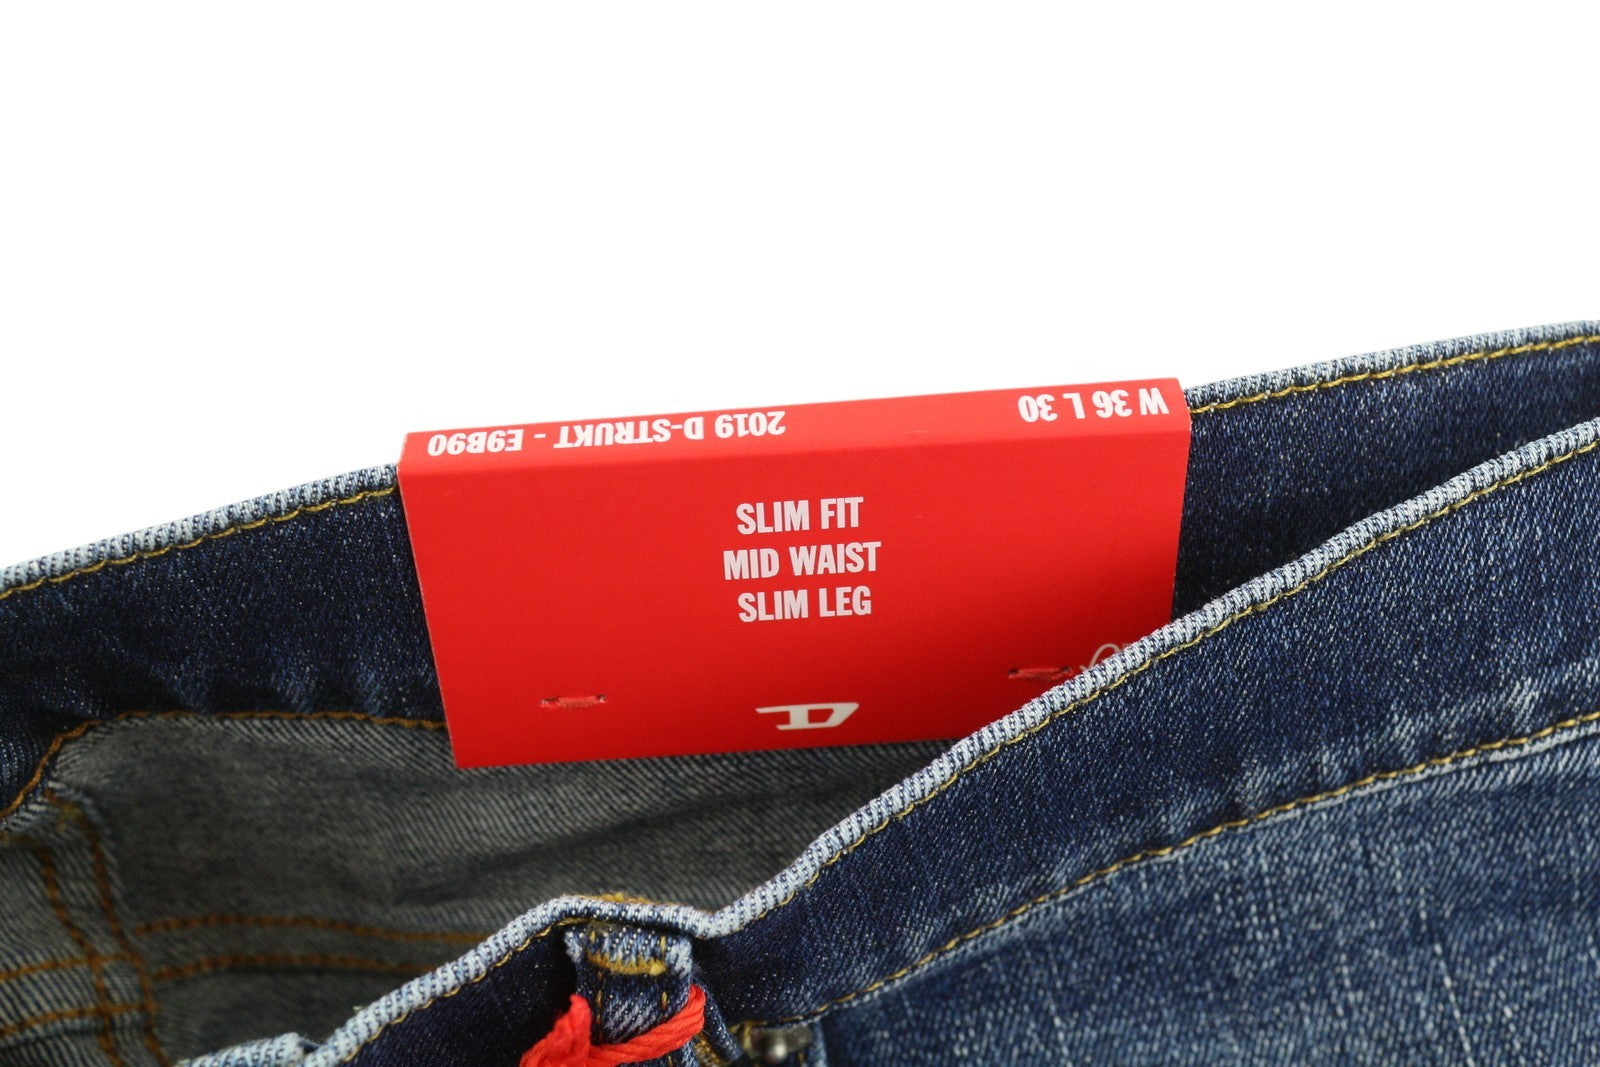 2019 D-STRUKT - E9B90
W 36 L 30
SLIM FIT
MID WAIST
SLIM LEG